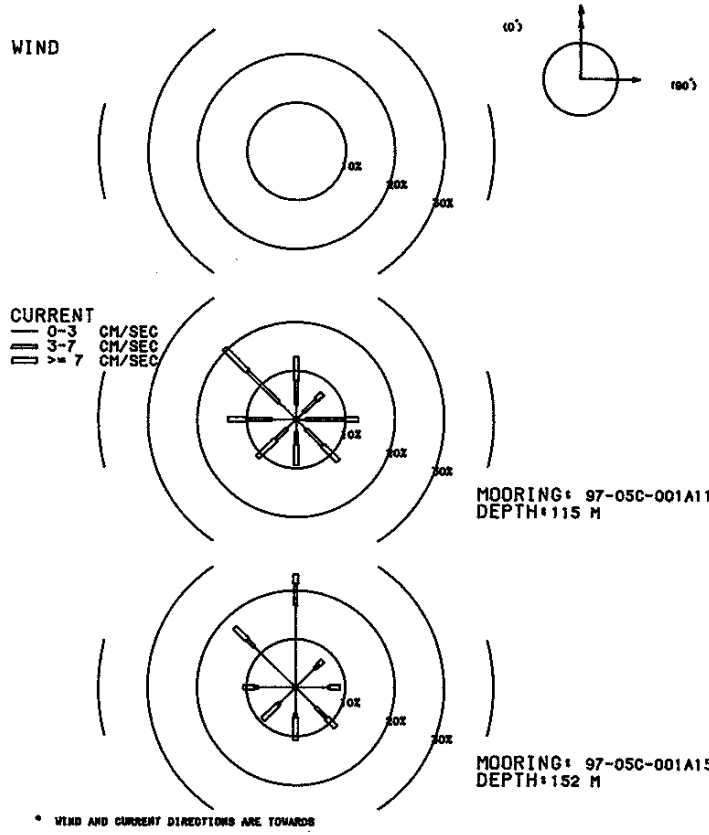 WIND
(0°)
(90°)
10%
20%
30%
CURRENT
0-3 CM/SEC
3-7 CM/SEC
>= 7 CM/SEC
10%
20%
30%
MOORING: 97-05C-001A11
DEPTH:115 M
10%
20%
30%
MOORING: 97-05C-001A15
DEPTH:152 M
* WIND AND CURRENT DIRECTIONS ARE TOWARDS